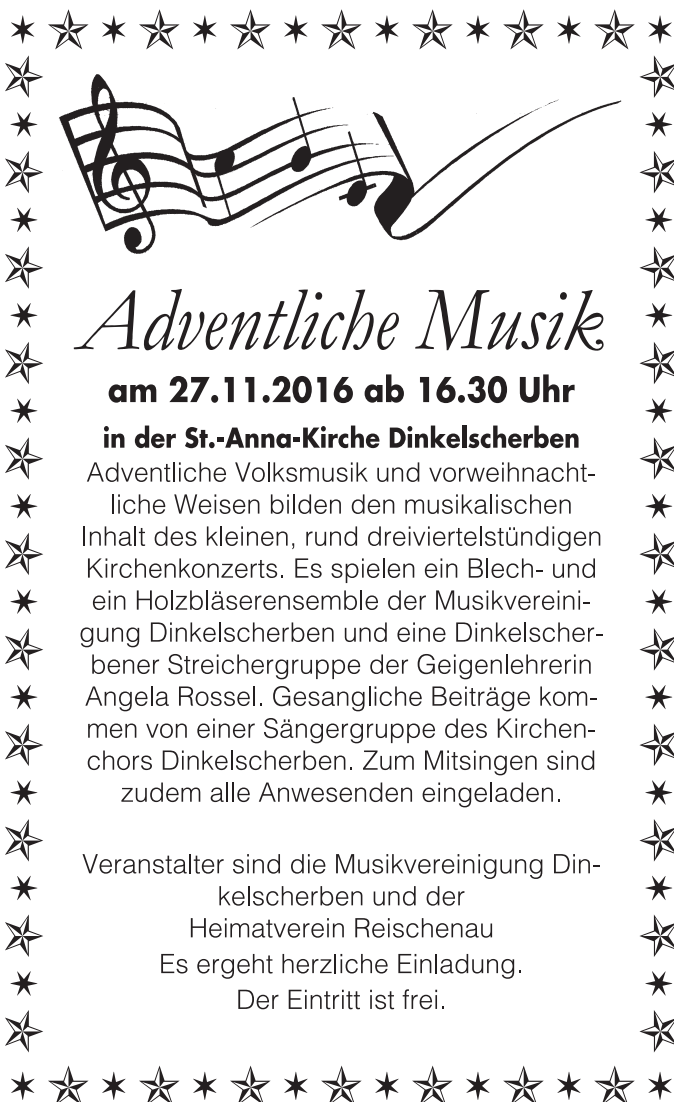 Adventliche Musik
am 27.11.2016 ab 16.30 Uhr
in der St.-Anna-Kirche Dinkelscherben
Adventliche Volksmusik und vorweihnacht-
liche Weisen bilden den musikalischen
Inhalt des kleinen, rund dreiviertelstündigen
Kirchenkonzerts. Es spielen ein Blech- und
ein Holzbläserensemble der Musikvereini-
gung Dinkelscherben und eine Dinkelscher-
bener Streichergruppe der Geigenlehrerin
Angela Rossel. Gesangliche Beiträge kom-
men von einer Sängergruppe des Kirchen-
chors Dinkelscherben. Zum Mitsingen sind
zudem alle Anwesenden eingeladen.
Veranstalter sind die Musikvereinigung Din-
kelscherben und der
Heimatverein Reischenau
Es ergeht herzliche Einladung.
Der Eintritt ist frei.